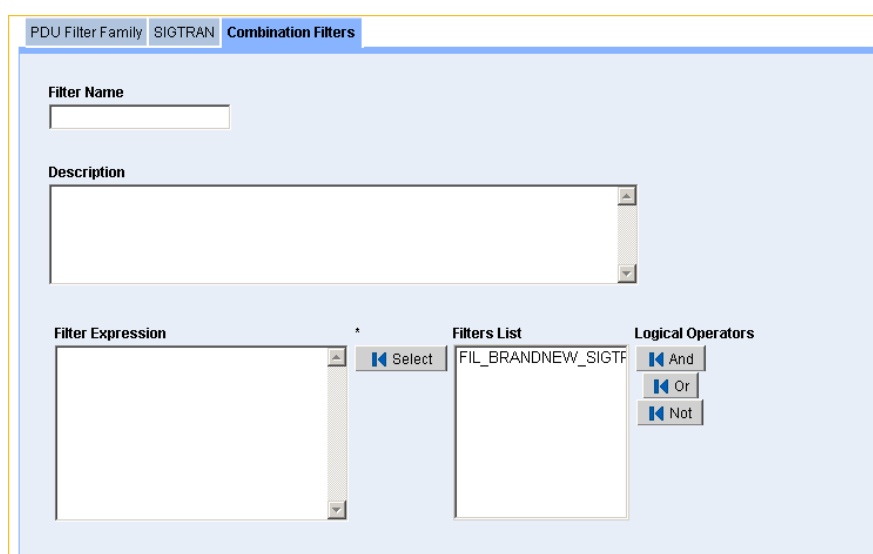 PDU Filter Family SIGTRAN Combination Filters
Filter Name
Description
Filter Expression * Filters List Logical Operators
Select FIL_BRANDNEW_SIGTR And
Or
Not